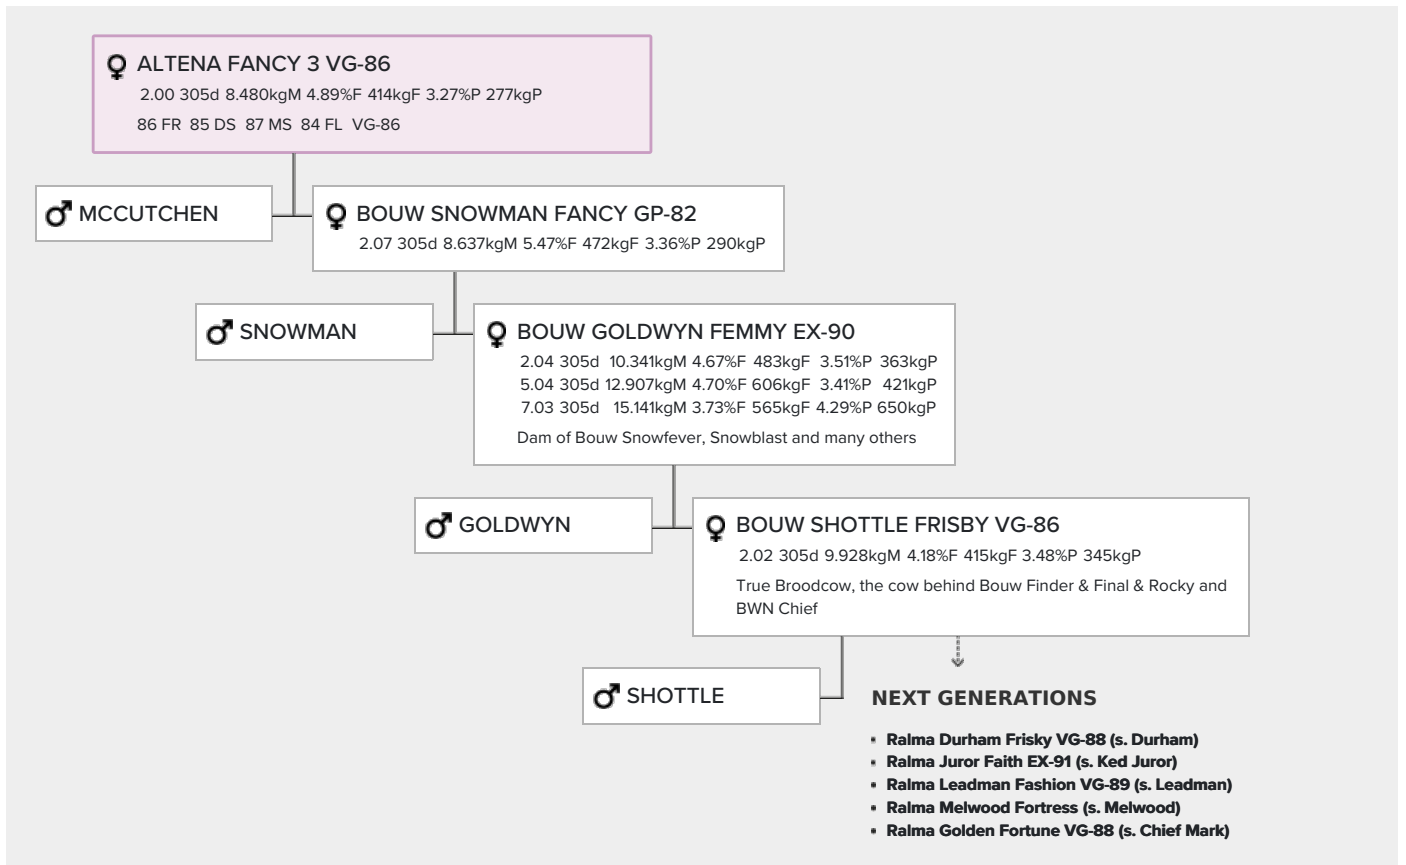 ALTENA FANCY 3 VG-86
2.00 305d 8.480kgM 4.89%F 414kgF 3.27%P 277kgP
86 FR 85 DS 87 MS 84 FL VG-86
MCCUTCHEN
BOUW SNOWMAN FANCY GP-82
2.07 305d 8.637kgM 5.47%F 472kgF 3.36%P 290kgP
SNOWMAN
BOUW GOLDWYN FEMMY EX-90
2.04 305d 10.341kgM 4.67%F 483kgF 3.51%P 363kgP
5.04 305d 12.907kgM 4.70%F 606kgF 3.41%P 421kgP
7.03 305d 15.141kgM 3.73%F 565kgF 4.29%P 650kgP
Dam of Bouw Snowfever, Snowblast and many others
GOLDWYN
BOUW SHOTTLE FRISBY VG-86
2.02 305d 9.928kgM 4.18%F 415kgF 3.48%P 345kgP
True Broodcow, the cow behind Bouw Finder & Final & Rocky and
BWN Chief
SHOTTLE
NEXT GENERATIONS
Ralma Durham Frisky VG-88 (s. Durham)
Ralma Juror Faith EX-91 (s. Ked Juror)
Ralma Leadman Fashion VG-89 (s. Leadman)
Ralma Melwood Fortress (s. Melwood)
Ralma Golden Fortune VG-88 (s. Chief Mark)